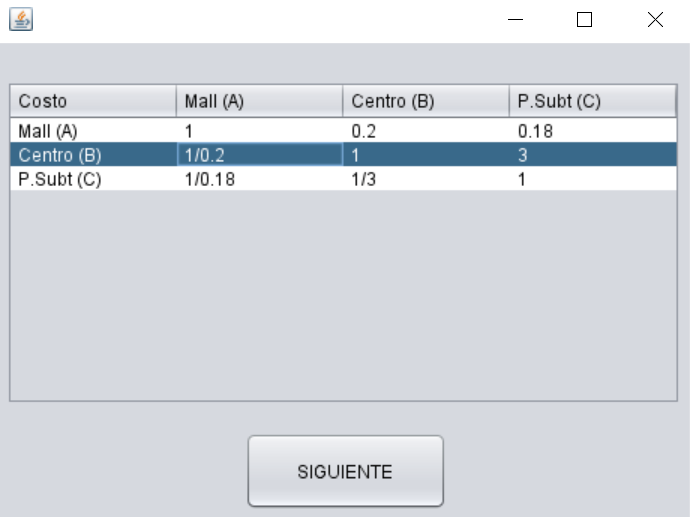 Costo Mall (A) Centro (B) P.Subt (C)
Mall (A) 1 0.2 0.18
Centro (B) 1/0.2 1 3
P.Subt (C) 1/0.18 1/3 1
SIGUIENTE